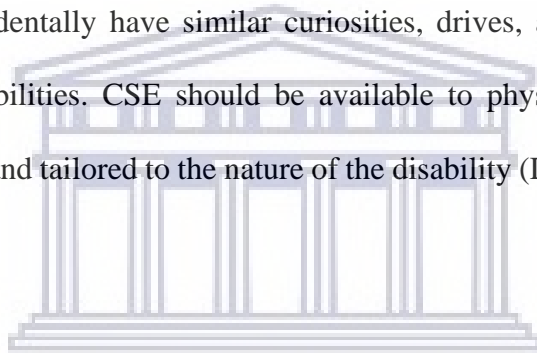 dentally have similar curiosities, drives,
bilities. CSE should be available to phys
nd tailored to the nature of the disability (